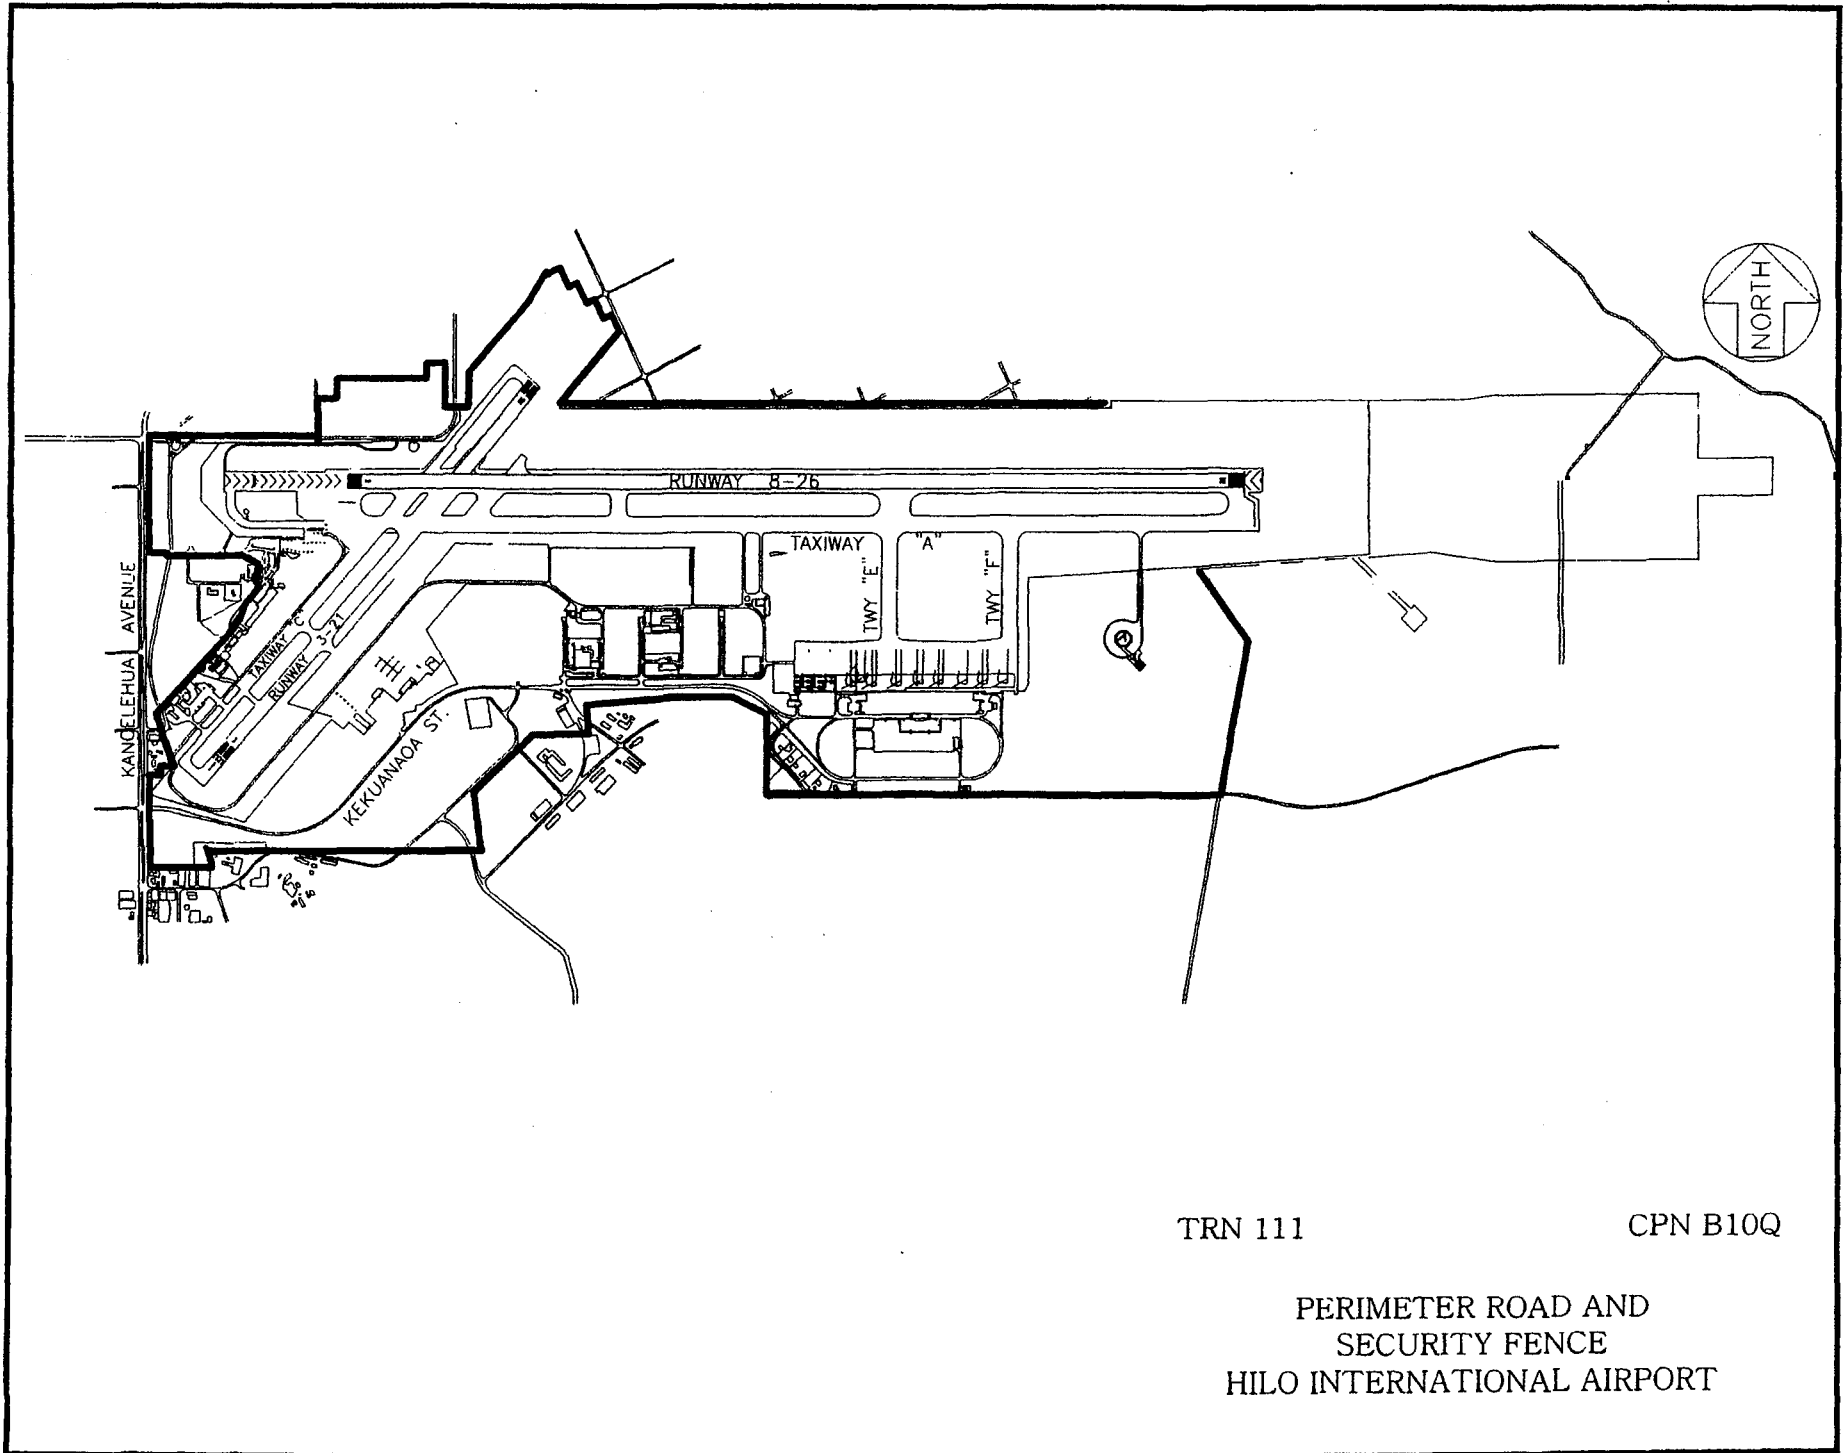 NORTH
RUNWAY 8-26
TAXIWAY "A"
TWY "E"
TWY "F"
TAXIWAY "C"
RUNWAY 3-21
KANOELEHUA AVENUE
KEKUANAOA ST.
TRN 111 CPN B10Q
PERIMETER ROAD AND
SECURITY FENCE
HILO INTERNATIONAL AIRPORT